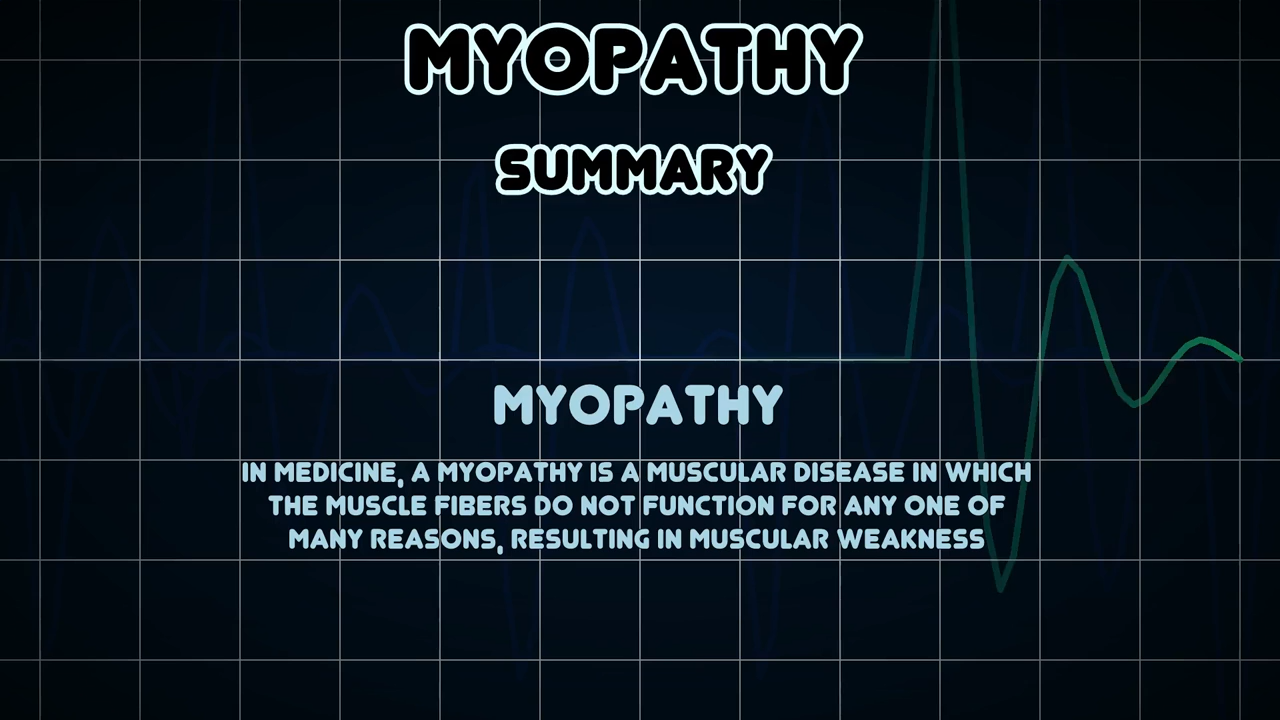 MYOPATHY
SUMMARY
MYOPATHY
IN MEDICINE, A MYOPATHY IS A MUSCULAR DISEASE IN WHICH
THE MUSCLE FIBERS DO NOT FUNCTION FOR ANY ONE OF
MANY REASONS, RESULTING IN MUSCULAR WEAKNESS